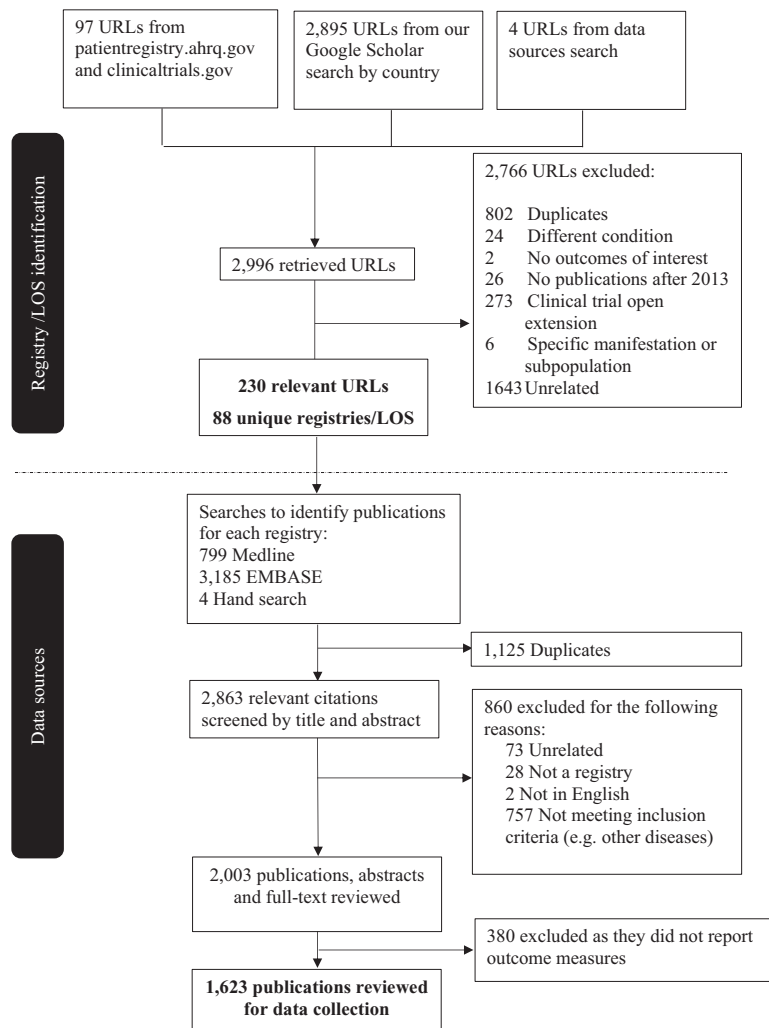 97 URLs from
patientregistry.ahrq.gov
and clinicaltrials.gov
2,895 URLs from our
Google Scholar
search by country
4 URLs from data
sources search
Registry /LOS identification
2,766 URLs excluded:
802 Duplicates
24 Different condition
2 No outcomes of interest
26 No publications after 2013
273 Clinical trial open
extension
6 Specific manifestation or
subpopulation
1643 Unrelated
2,996 retrieved URLs
230 relevant URLs
88 unique registries/LOS
Data sources
Searches to identify publications
for each registry:
799 Medline
3,185 EMBASE
4 Hand search
1,125 Duplicates
2,863 relevant citations
screened by title and abstract
860 excluded for the following
reasons:
73 Unrelated
28 Not a registry
2 Not in English
757 Not meeting inclusion
criteria (e.g. other diseases)
2,003 publications, abstracts
and full-text reviewed
380 excluded as they did not report
outcome measures
1,623 publications reviewed
for data collection